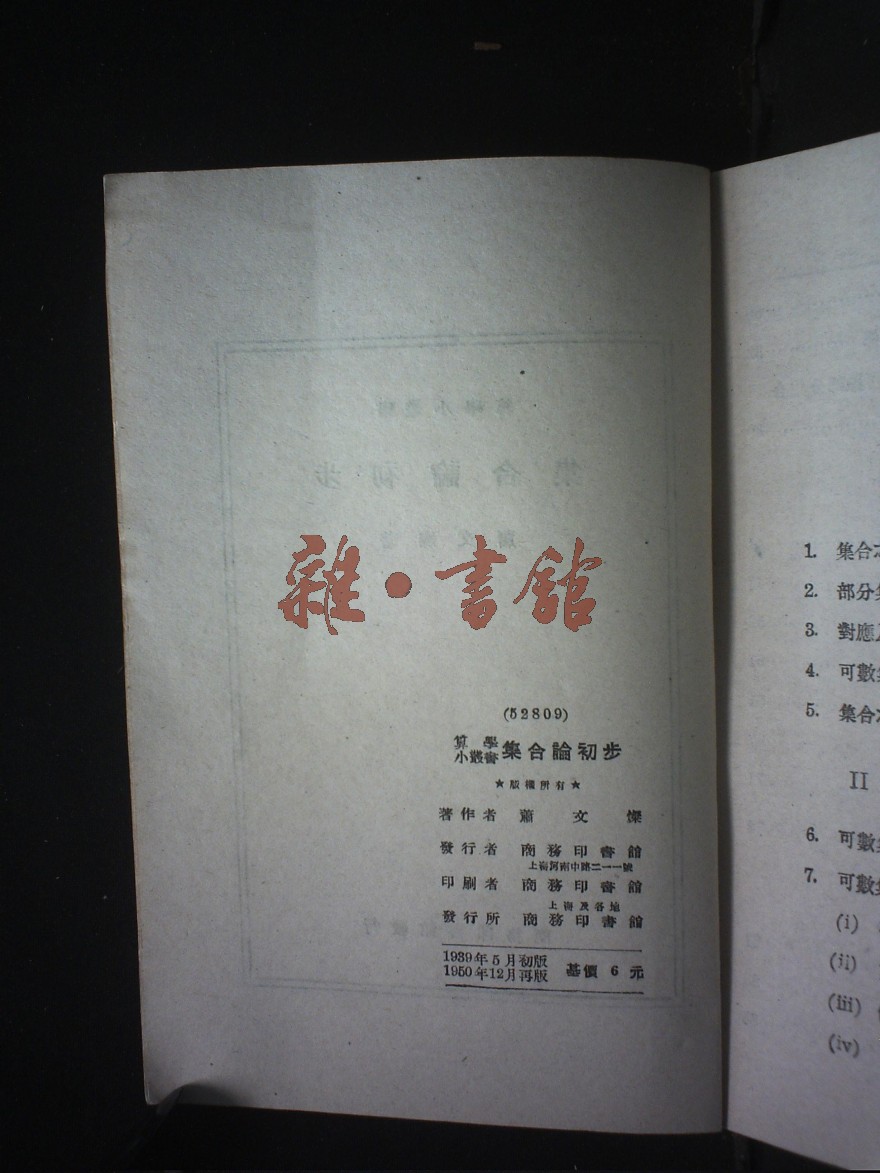 雜·書館
(52809)
算學
小叢書 集合論初步
★版權所有★
著作者 蕭文燦
發行者 商務印書館
上海河南中路二一一號
印刷者 商務印書館
上海及各地
發行所 商務印書館
1939年5月初版
1950年12月再版 基價 6 元
1. 集合
2. 部分
3. 對應
4. 可數
5. 集合
II
6. 可數
7. 可數
(i)
(ii)
(iii)
(iv)